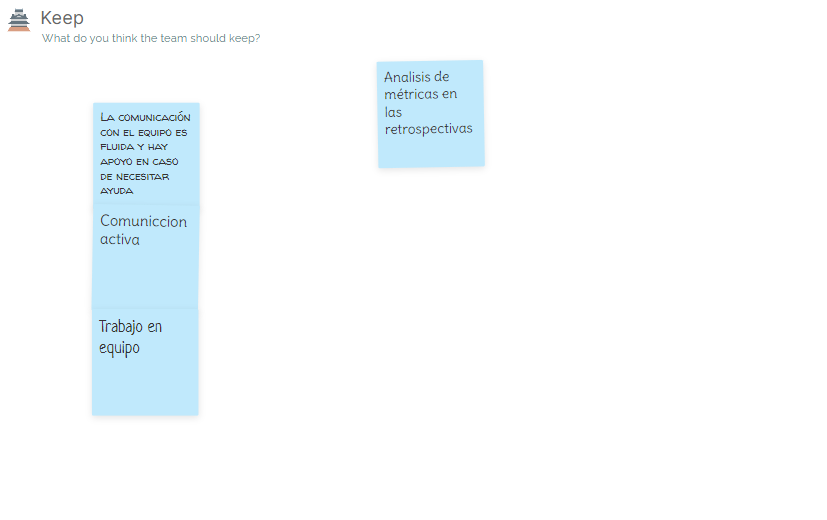 Keep
What do you think the team should keep?
Analisis de
métricas en
las
retrospectivas
La comunicación
con el equipo es
fluida y hay
apoyo en caso
de necesitar
ayuda
Comuniccion
activa
Trabajo en
equipo